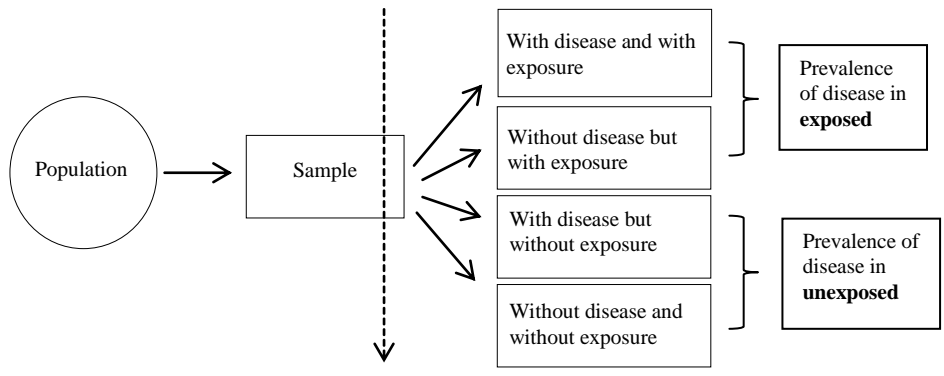 Population
Sample
With disease and with
exposure
Without disease but
with exposure
With disease but
without exposure
Without disease and
without exposure
Prevalence
of disease in
exposed
Prevalence of
disease in
unexposed